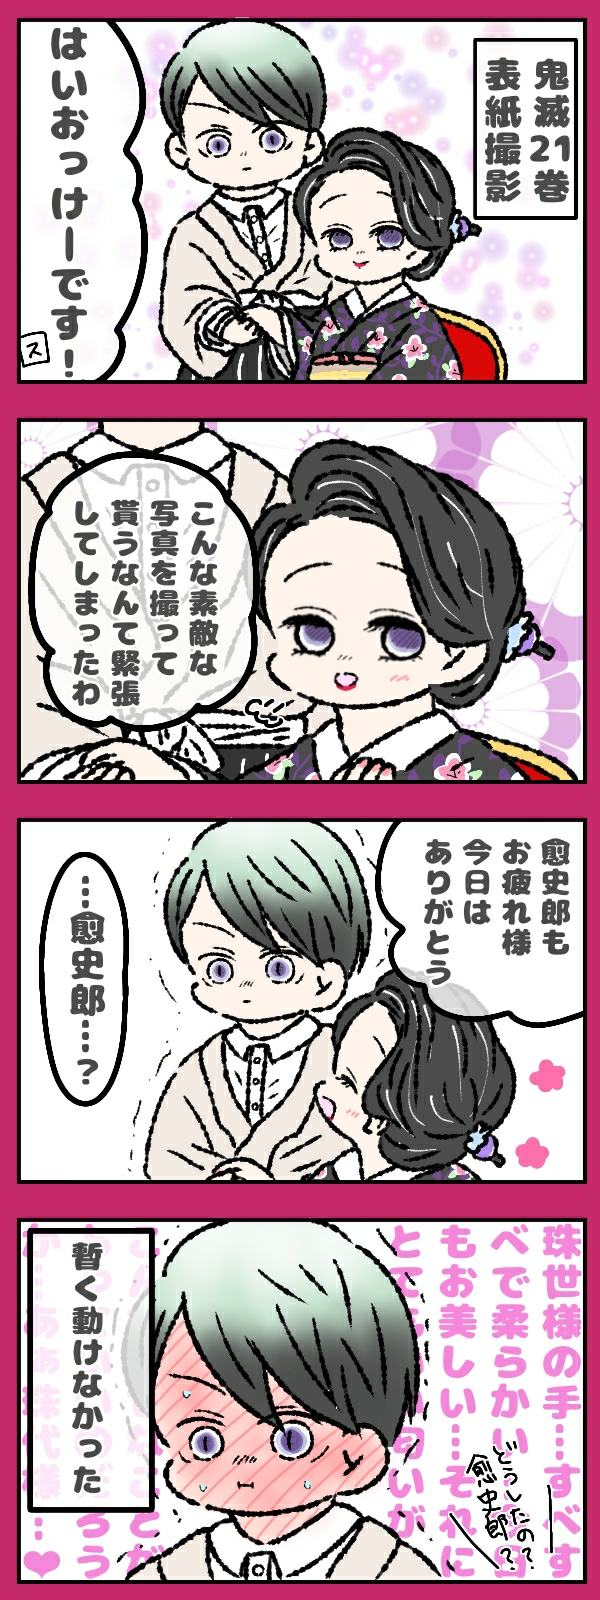 鬼滅21巻
表紙撮影
はいおっけーです!
ス
こんな素敵な
写真を撮って
貰うなんて緊張
してしまったわ
愈史郎も
お疲れ様
今日は
ありがとう
…愈史郎…?
珠世様の手…すべす
べで柔らかい
もお美しい…それに
どうしたの?
愈史郎??
暫く動けなかった